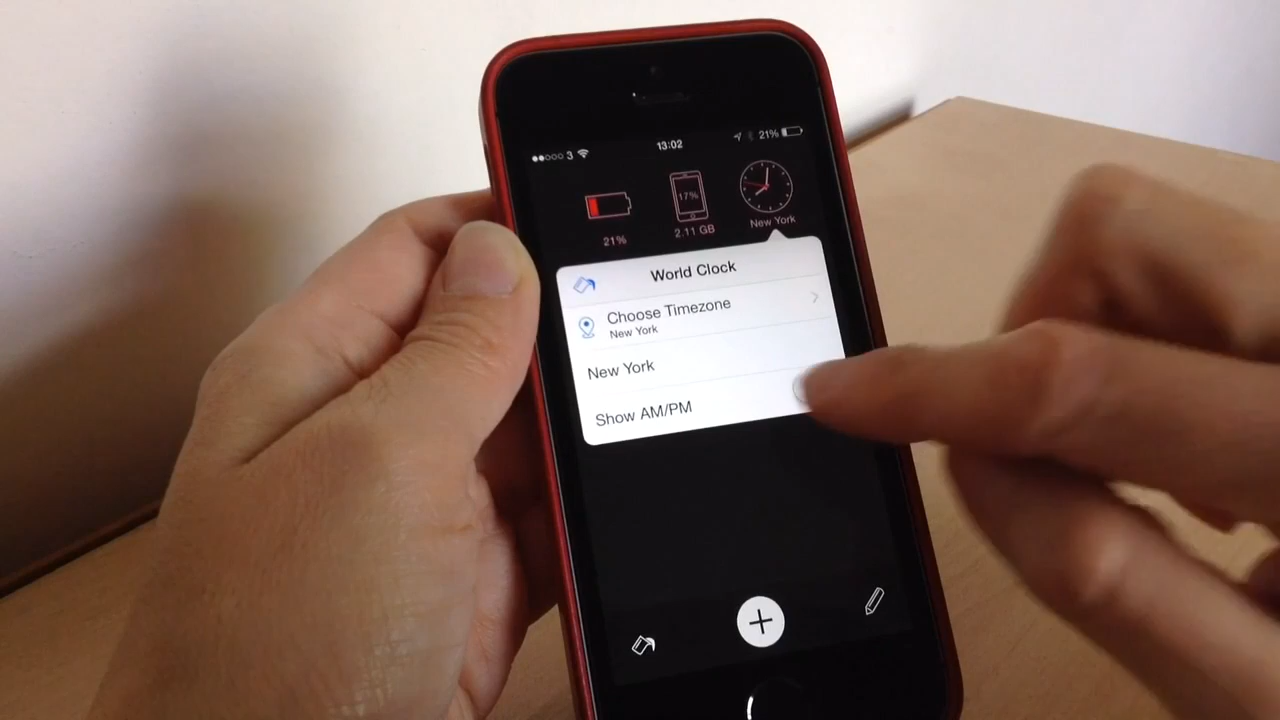 3 13:02 21%
17%
21% 2.11 GB New York
World Clock
Choose Timezone
New York
New York
Show AM/PM